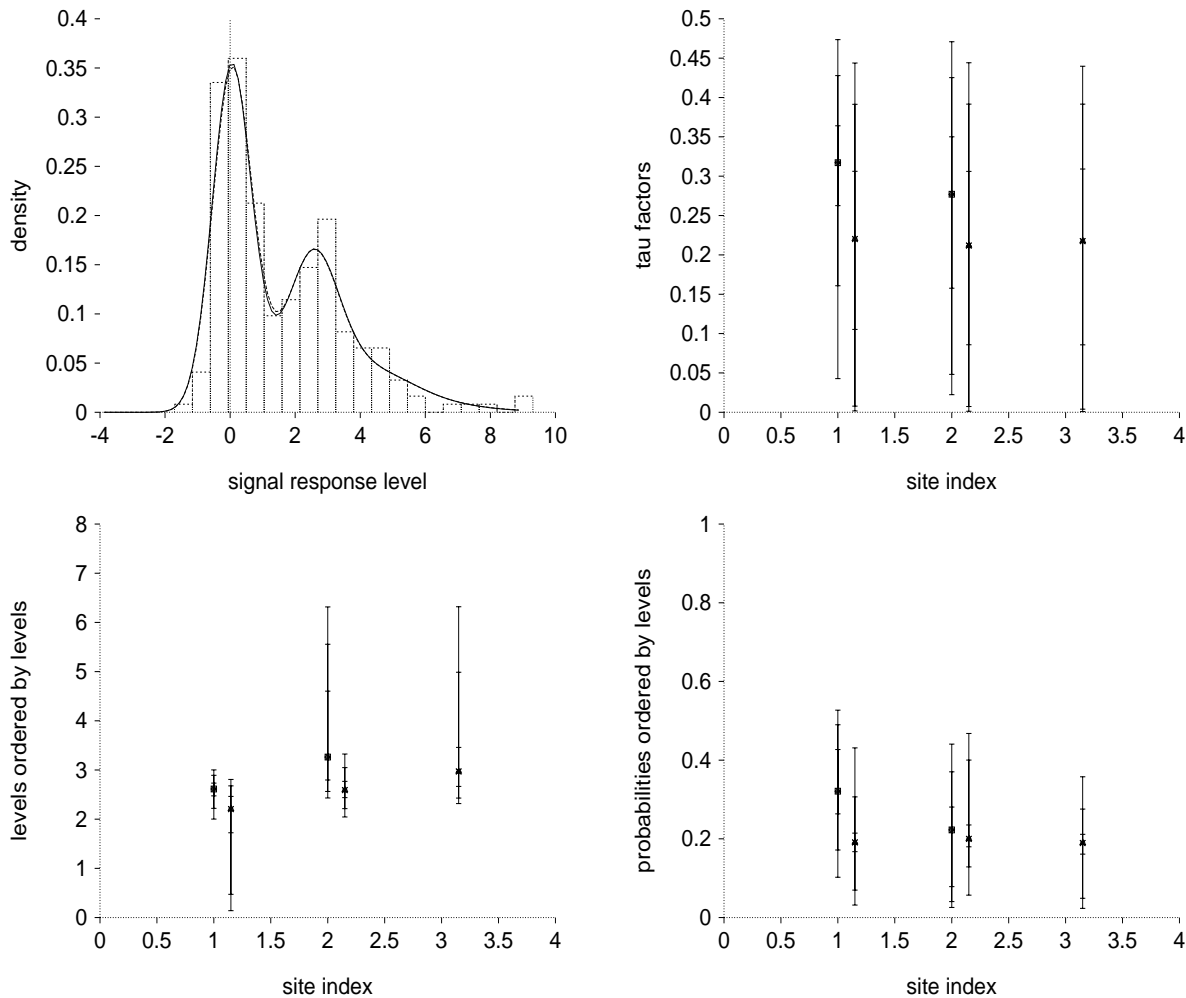 0.4
0.35
0.3
0.25
0.2
0.15
0.1
0.05
0
density
-4 -2 0 2 4 6 8 10
signal response level
0.5
0.45
0.4
0.35
0.3
0.25
0.2
0.15
0.1
0.05
0
tau factors
0 0.5 1 1.5 2 2.5 3 3.5 4
site index
8
7
6
5
4
3
2
1
0
levels ordered by levels
0 0.5 1 1.5 2 2.5 3 3.5 4
site index
1
0.8
0.6
0.4
0.2
0
probabilities ordered by levels
0 0.5 1 1.5 2 2.5 3 3.5 4
site index